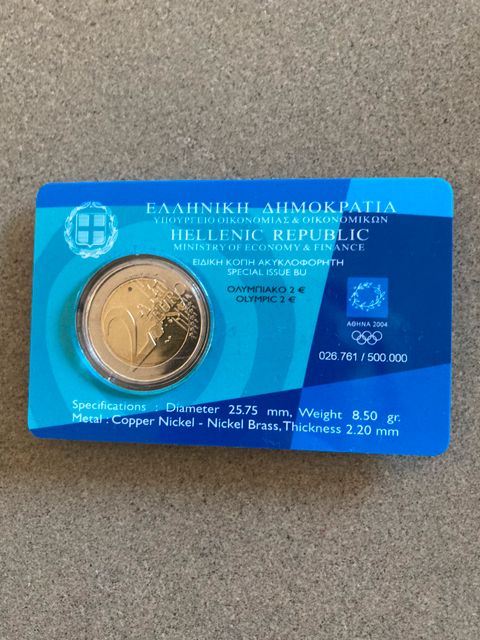 ΕΛΛΗΝΙΚΗ ΔΗΜΟΚΡΑΤΙΑ
ΥΠΟΥΡΓΕΙΟ ΟΙΚΟΝΟΜΙΑΣ & ΟΙΚΟΝΟΜΙΚΩΝ
HELLENIC REPUBLIC
MINISTRY OF ECONOMY & FINANCE
ΕΙΔΙΚΗ ΚΟΠΗ ΑΚΥΚΛΟΦΟΡΗΤΗ
SPECIAL ISSUE BU
ΟΛΥΜΠΙΑΚΟ 2 €
OLYMPIC 2 €
ΑΘΗΝΑ 2004
026.761 / 500.000
2 EURO
Specifications : Diameter 25.75 mm, Weight 8.50 gr.
Metal : Copper Nickel - Nickel Brass, Thickness 2.20 mm